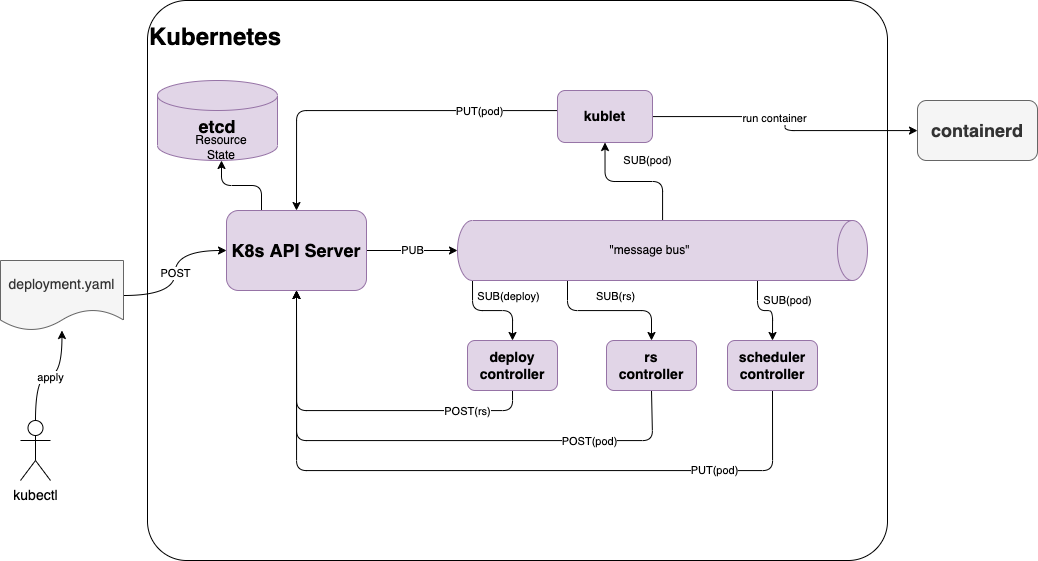 Kubernetes
etcd
Resource
State
PUT(pod)
kublet
run container
containerd
SUB(pod)
K8s API Server
PUB
"message bus"
POST
deployment.yaml
SUB(deploy)
SUB(rs)
SUB(pod)
deploy
controller
rs
controller
scheduler
controller
apply
POST(rs)
POST(pod)
PUT(pod)
kubectl